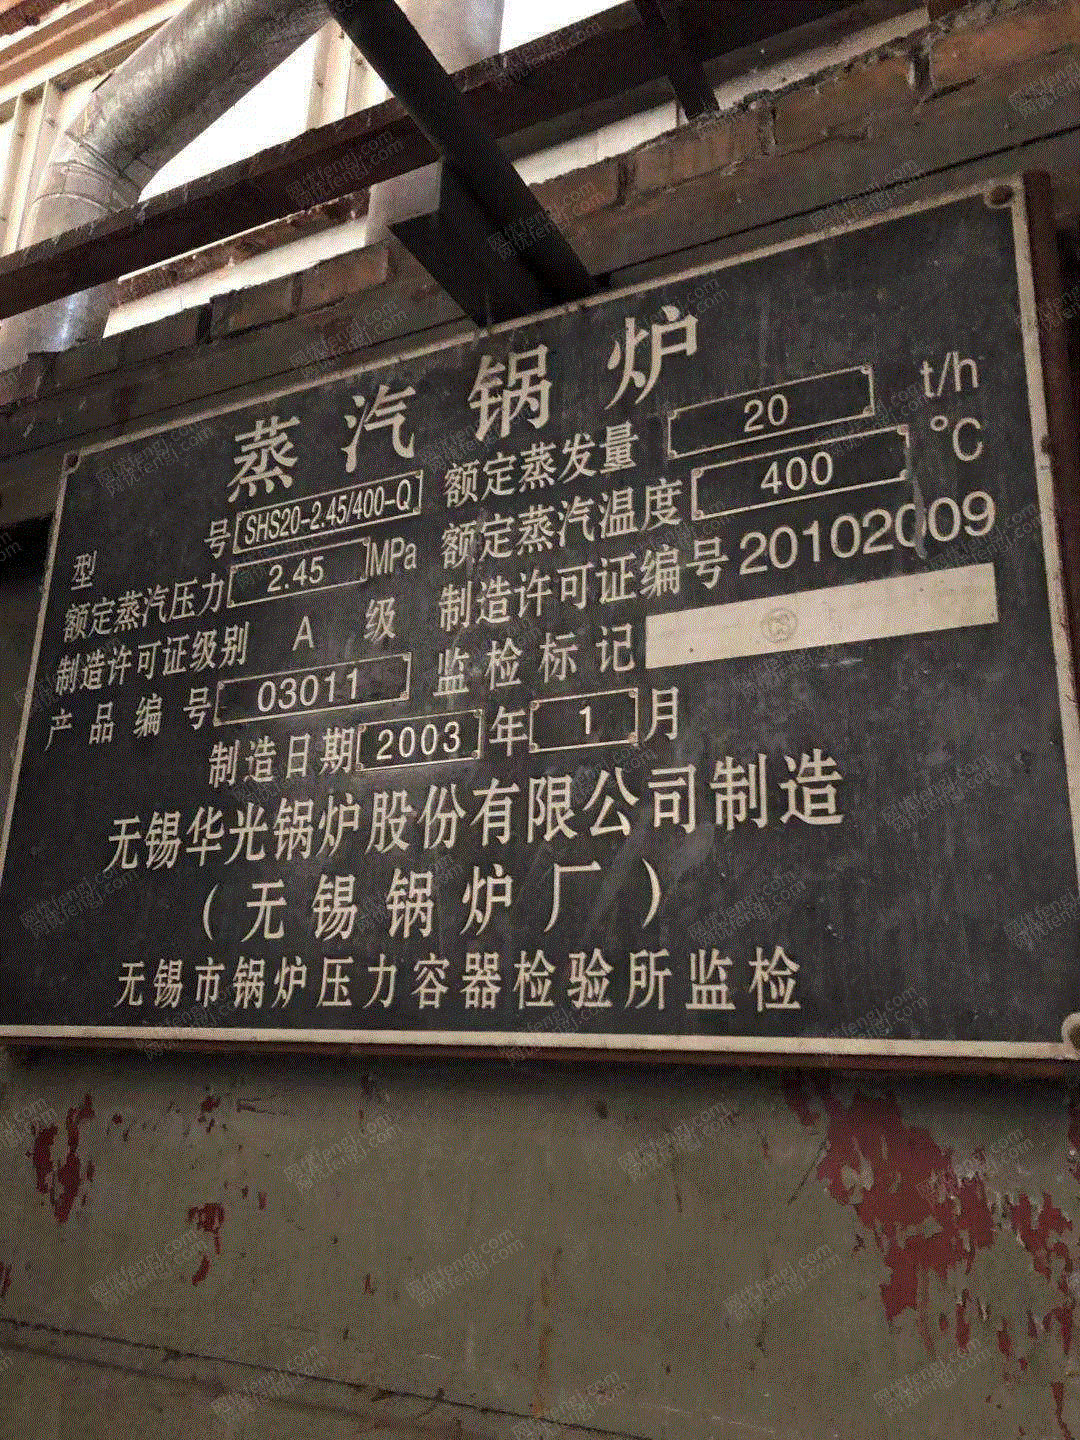 蒸汽锅炉
型 号 SHS20-2.45/400-Q 额定蒸发量 20 t/h
额定蒸汽压力 2.45 MPa 额定蒸汽温度 400 °C
制造许可证级别 A 级 制造许可证编号 20102009
产品编号 03011 监检标记
制造日期 2003 年 1 月
无锡华光锅炉股份有限公司制造
（无锡锅炉厂）
无锡市锅炉压力容器检验所监检